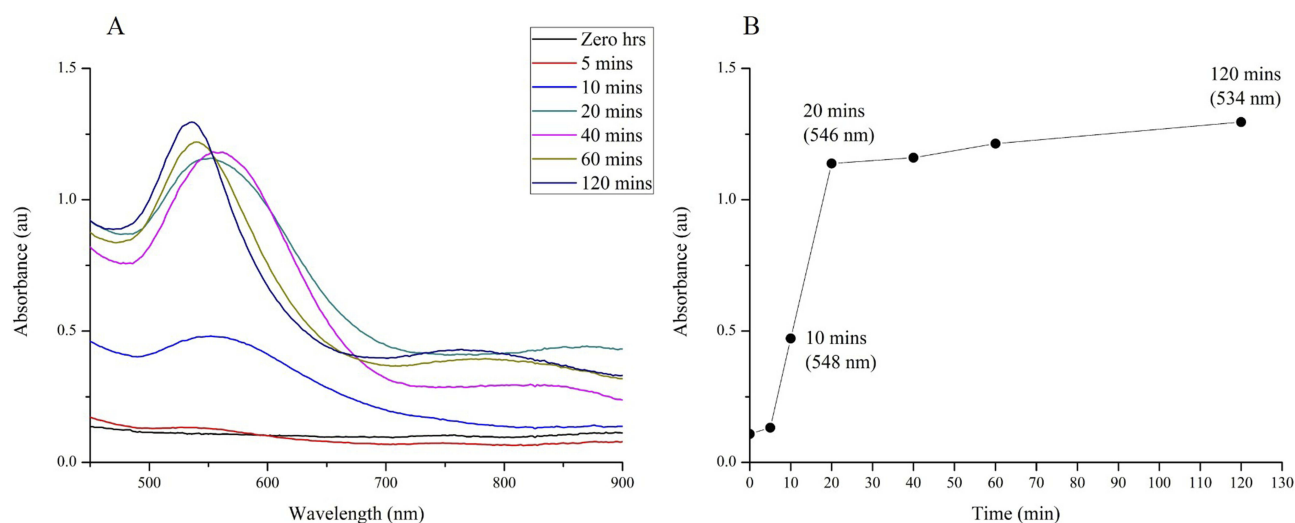 A
Zero hrs
5 mins
10 mins
20 mins
40 mins
60 mins
120 mins
1.5
1.0
0.5
0.0
500
600
700
800
900
Absorbance (au)
Wavelength (nm)
B
1.5
1.0
0.5
0.0
0
10
20
30
40
50
60
70
80
90
100
110
120
130
Absorbance (au)
Time (min)
20 mins
(546 nm)
120 mins
(534 nm)
10 mins
(548 nm)